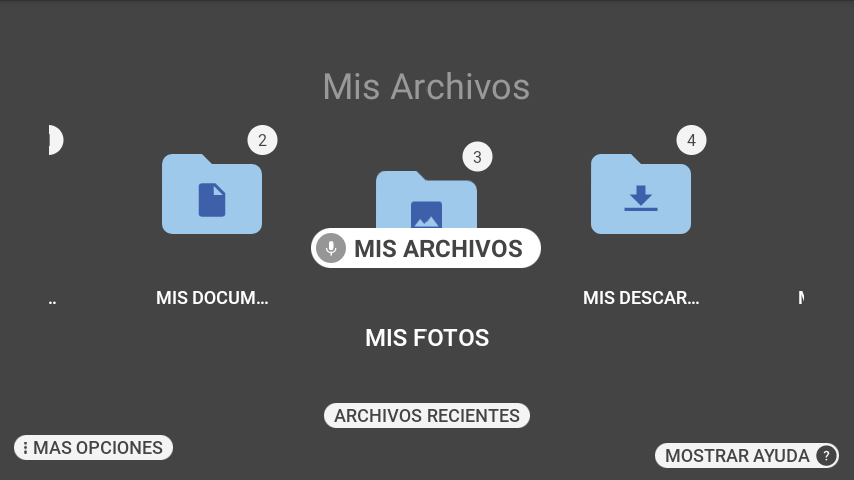 Mis Archivos
2
3
4
MIS ARCHIVOS
MIS DOCUM...
MIS DESCAR...
MIS FOTOS
ARCHIVOS RECIENTES
MAS OPCIONES
MOSTRAR AYUDA ?